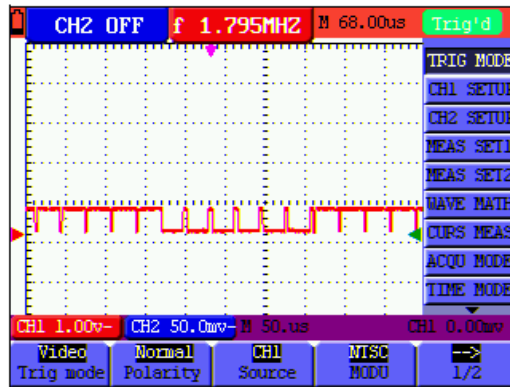 CH2 OFF f 1.795MHZ M 68.00us Trig'd
TRIG MODE
CH1 SETUP
CH2 SETUP
MEAS SET1
MEAS SET2
WAVE MATH
CURS MEAS
ACQU MODE
TIME MODE
CH1 1.00v- CH2 50.0mv- M 50.us CH1 0.00mv
Video Normal CH1 NTSC -->
Trig mode Polarity Source MODU 1/2